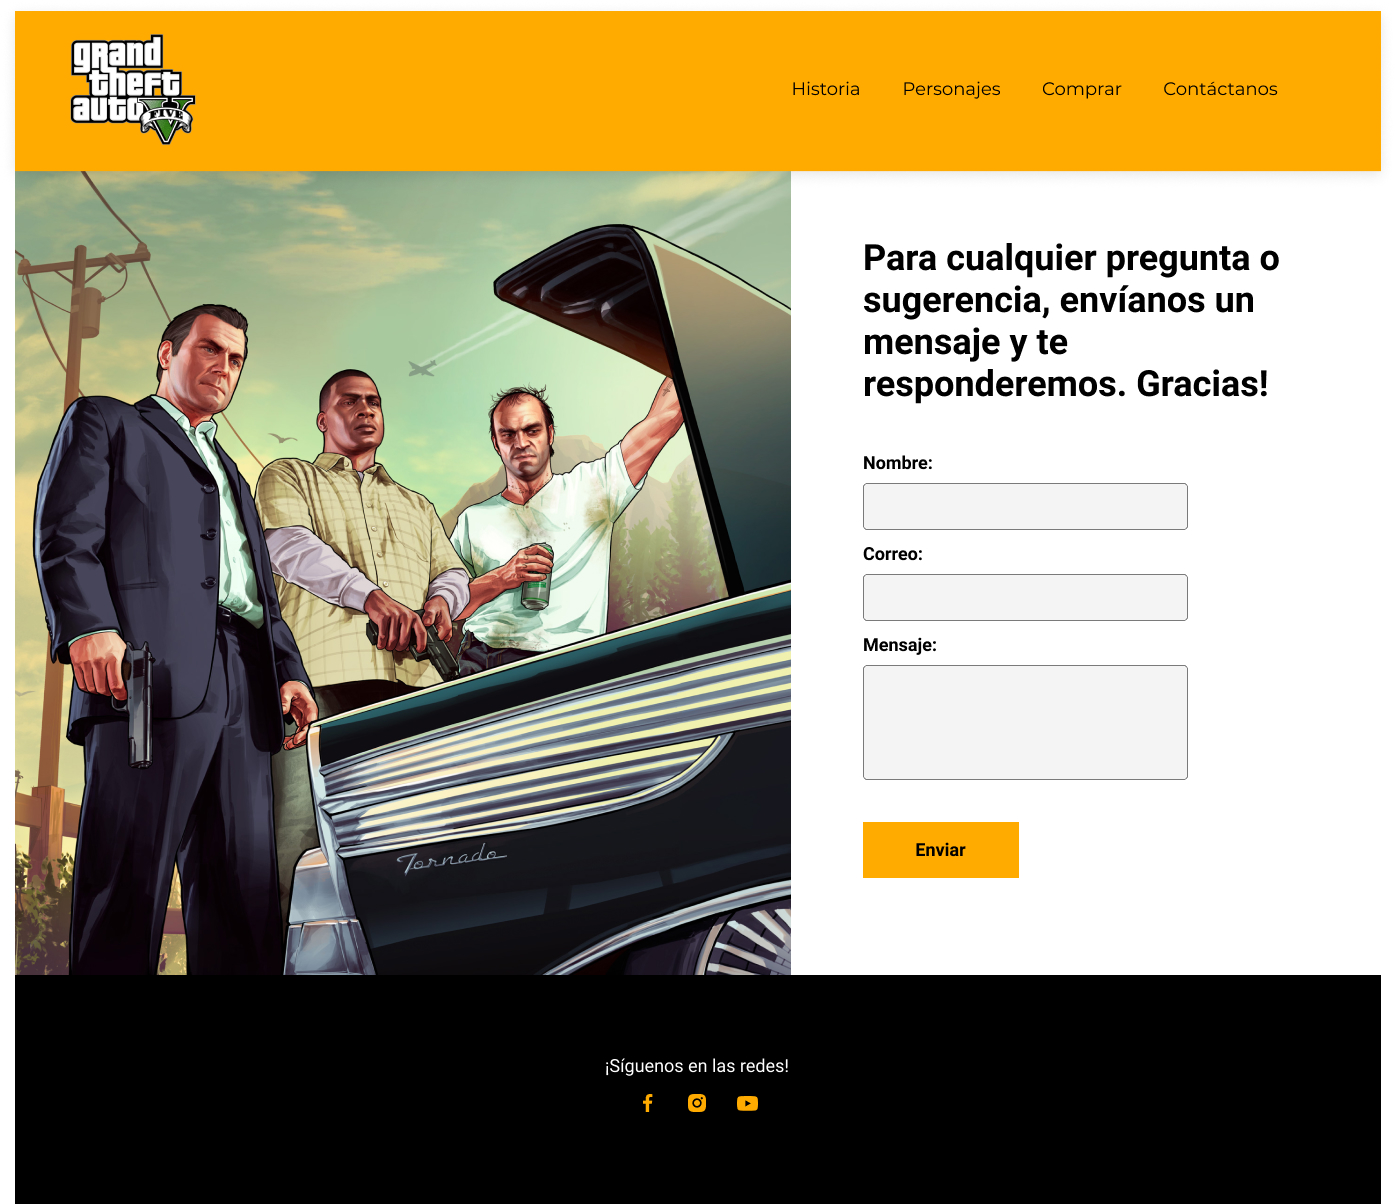 grand
theft
auto V
FIVE
Historia Personajes Comprar Contáctanos
Para cualquier pregunta o
sugerencia, envíanos un
mensaje y te
responderemos. Gracias!
Nombre:
Correo:
Mensaje:
Enviar
Tornado
¡Síguenos en las redes!